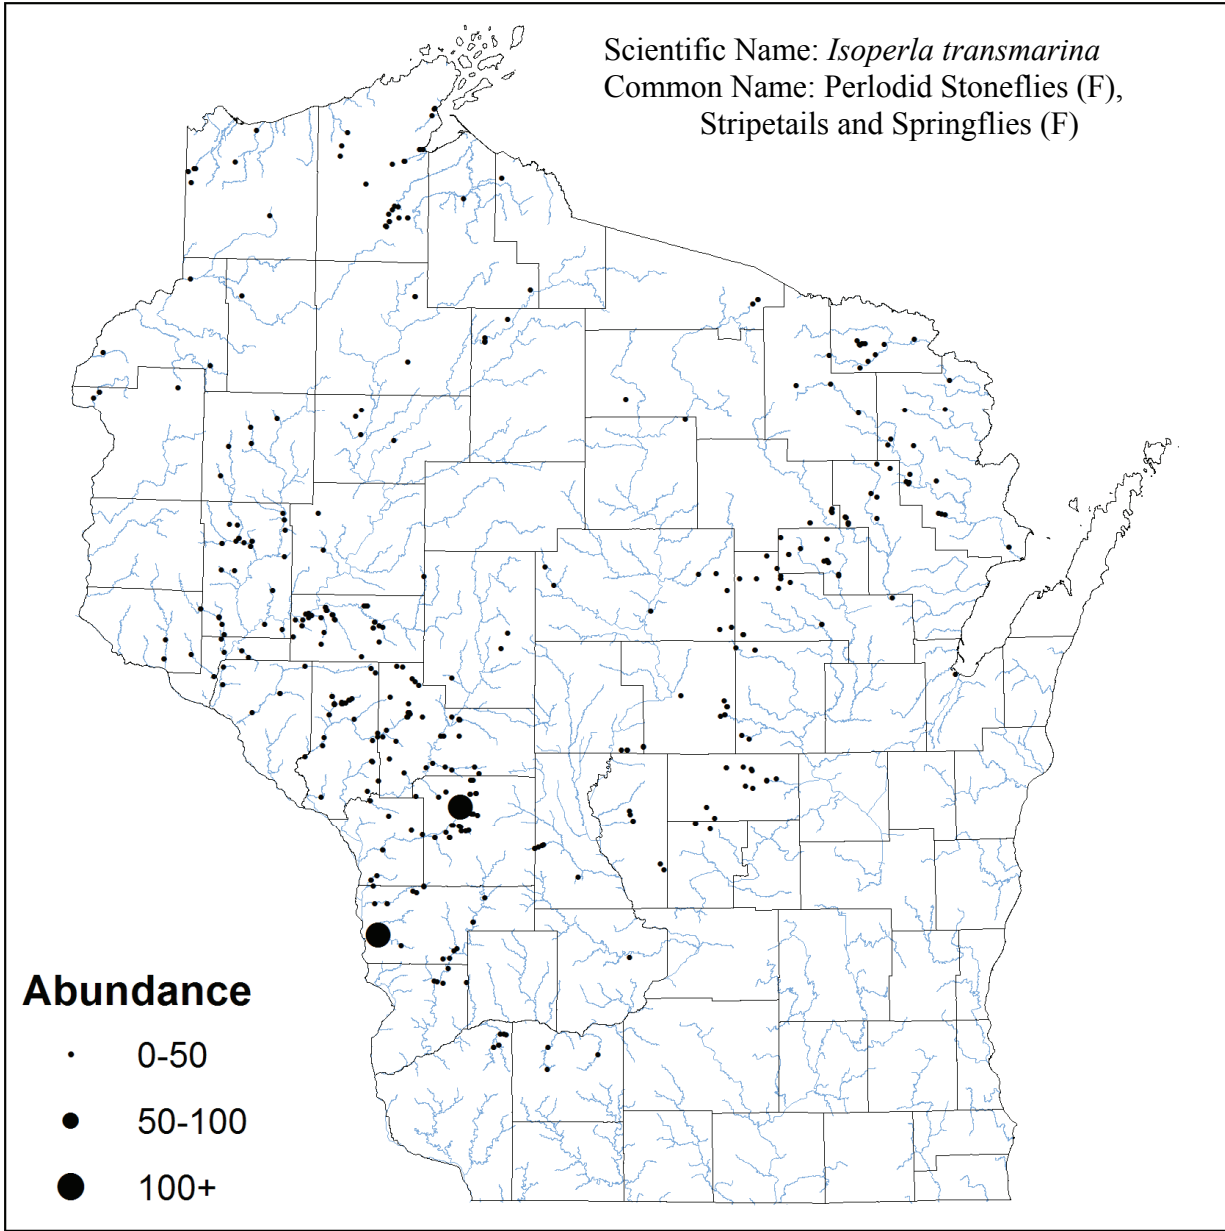 Scientific Name: Isoperla transmarina
Common Name: Perlodid Stoneflies (F),
Stripetails and Springflies (F)
Abundance
0-50
50-100
100+